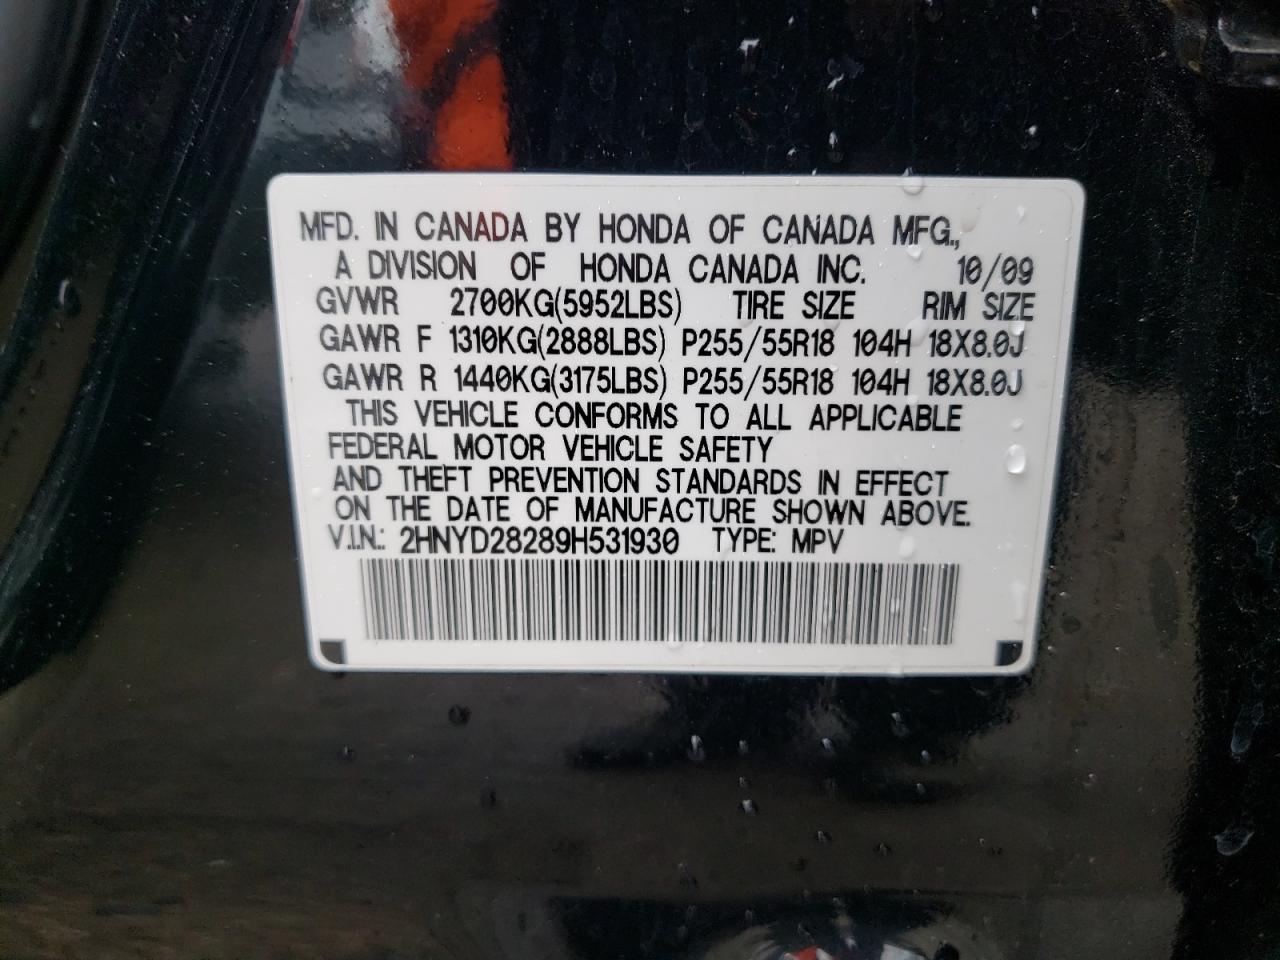 MFD. IN CANADA BY HONDA OF CANADA MFG.,
A DIVISION OF HONDA CANADA INC. 10/09
GVWR 2700KG(5952LBS) TIRE SIZE RIM SIZE
GAWR F 1310KG(2888LBS) P255/55R18 104H 18X8.0J
GAWR R 1440KG(3175LBS) P255/55R18 104H 18X8.0J
THIS VEHICLE CONFORMS TO ALL APPLICABLE
FEDERAL MOTOR VEHICLE SAFETY
AND THEFT PREVENTION STANDARDS IN EFFECT
ON THE DATE OF MANUFACTURE SHOWN ABOVE.
V.I.N.: 2HNYD28289H531930 TYPE: MPV